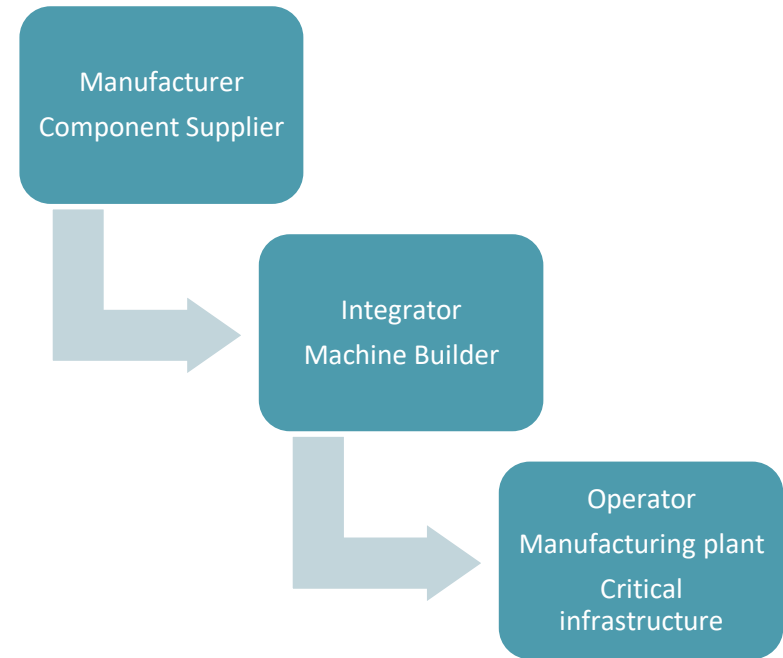 Manufacturer
Component Supplier
Integrator
Machine Builder
Operator
Manufacturing plant
Critical
infrastructure